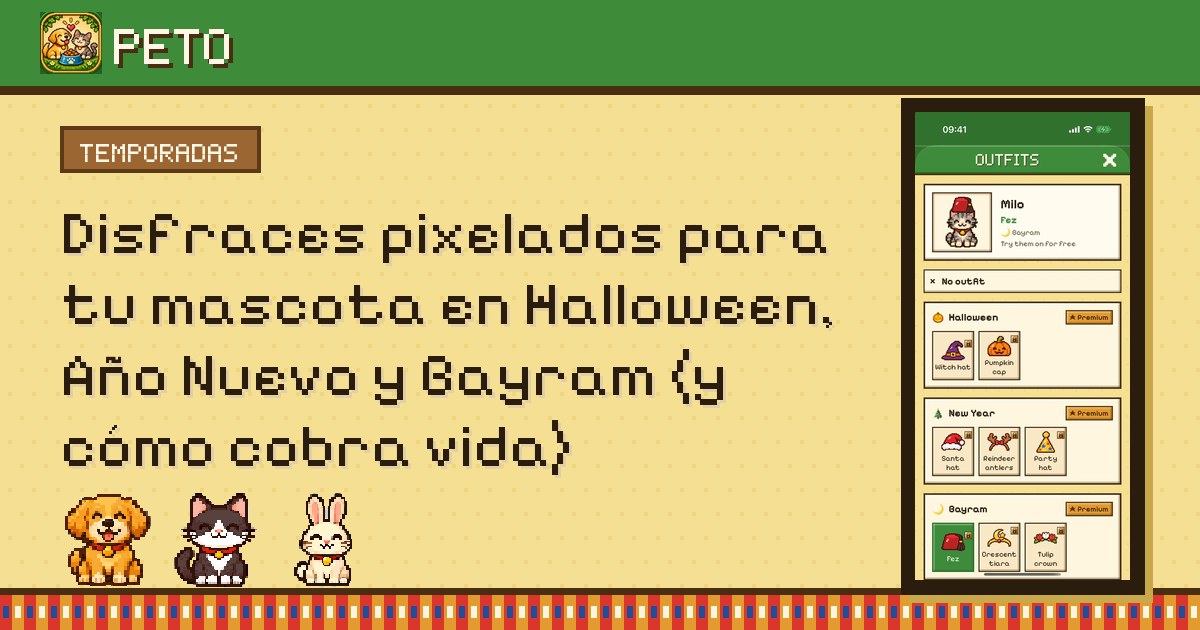 PETO
TEMPORADAS
Disfraces pixelados para
tu mascota en Halloween,
Año Nuevo y Bayram (y
cómo cobra vida)
09:41
OUTFITS
Milo
Fez
Bayram
Try them on for free
× No outfit
Halloween
★ Premium
Witch hat
Pumpkin
cap
New Year
★ Premium
Santa
hat
Reindeer
antlers
Party
hat
Bayram
★ Premium
Fez
Crescent
tiara
Tulip
crown